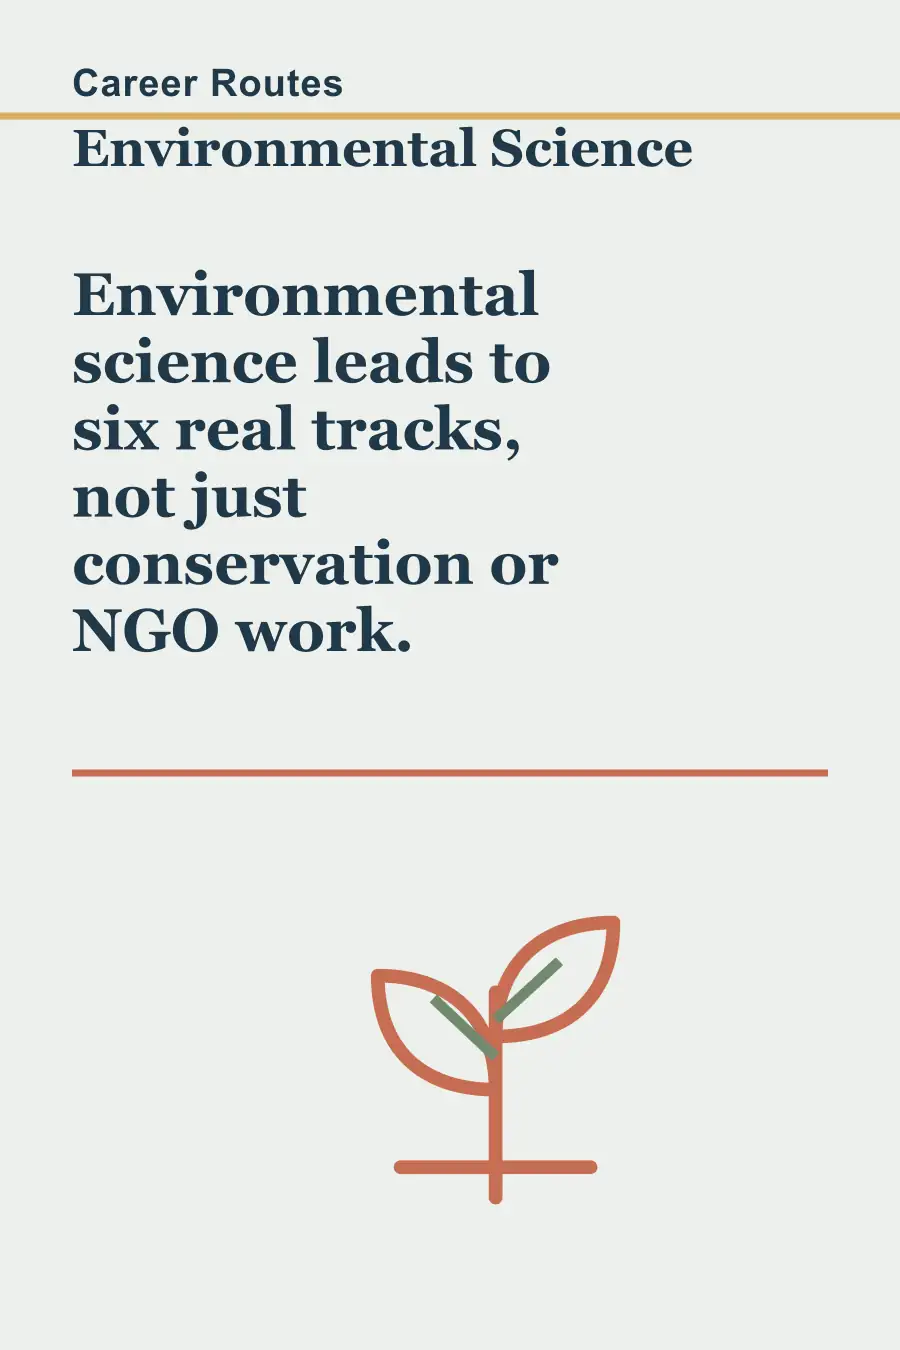 Career Routes
Environmental Science
Environmental
science leads to
six real tracks,
not just
conservation or
NGO work.